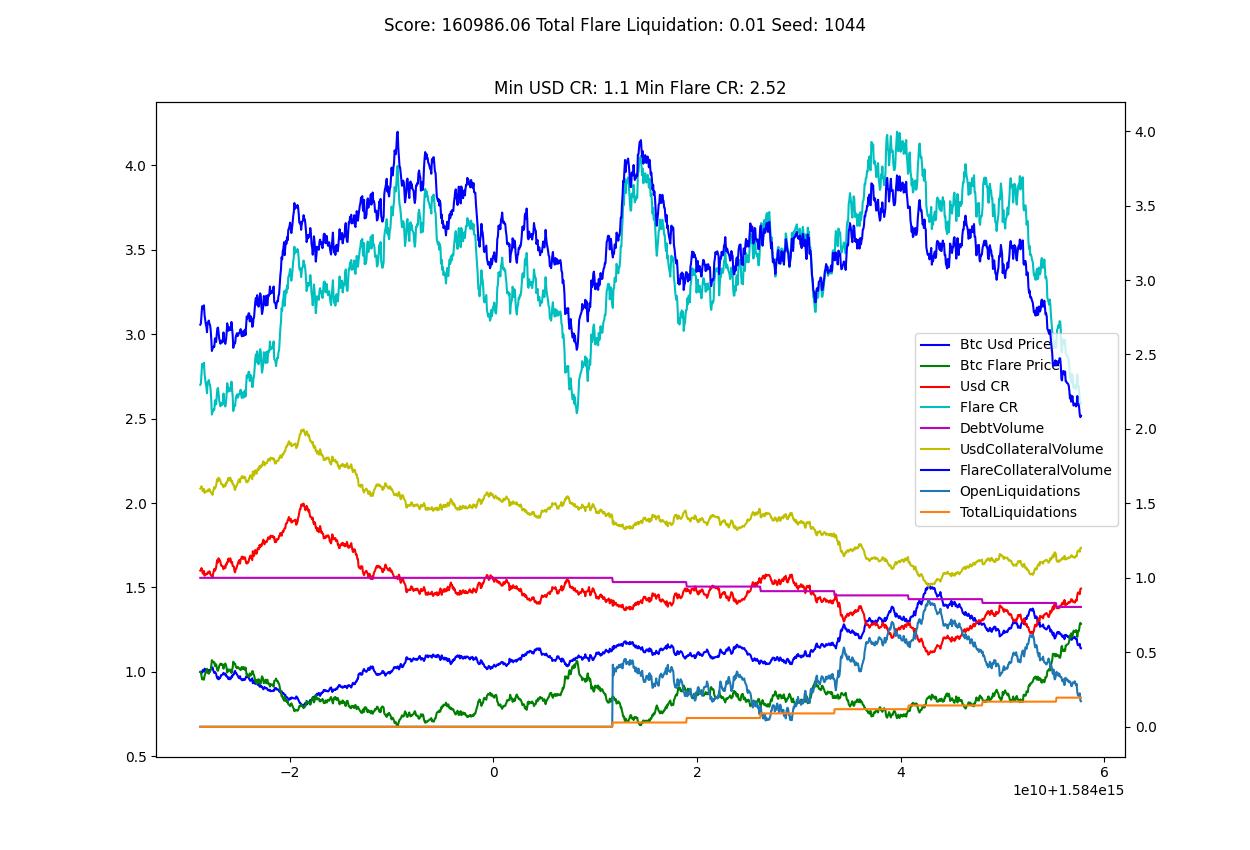 Score: 160986.06 Total Flare Liquidation: 0.01 Seed: 1044
Min USD CR: 1.1 Min Flare CR: 2.52
4.0
3.5
3.0
2.5
2.0
1.5
1.0
0.5
4.0
3.5
3.0
2.5
2.0
1.5
1.0
0.5
0.0
Btc Usd Price
Btc Flare Price
Usd CR
Flare CR
DebtVolume
UsdCollateralVolume
FlareCollateralVolume
OpenLiquidations
TotalLiquidations
−2 0 2 4 6
1e10+1.584e15